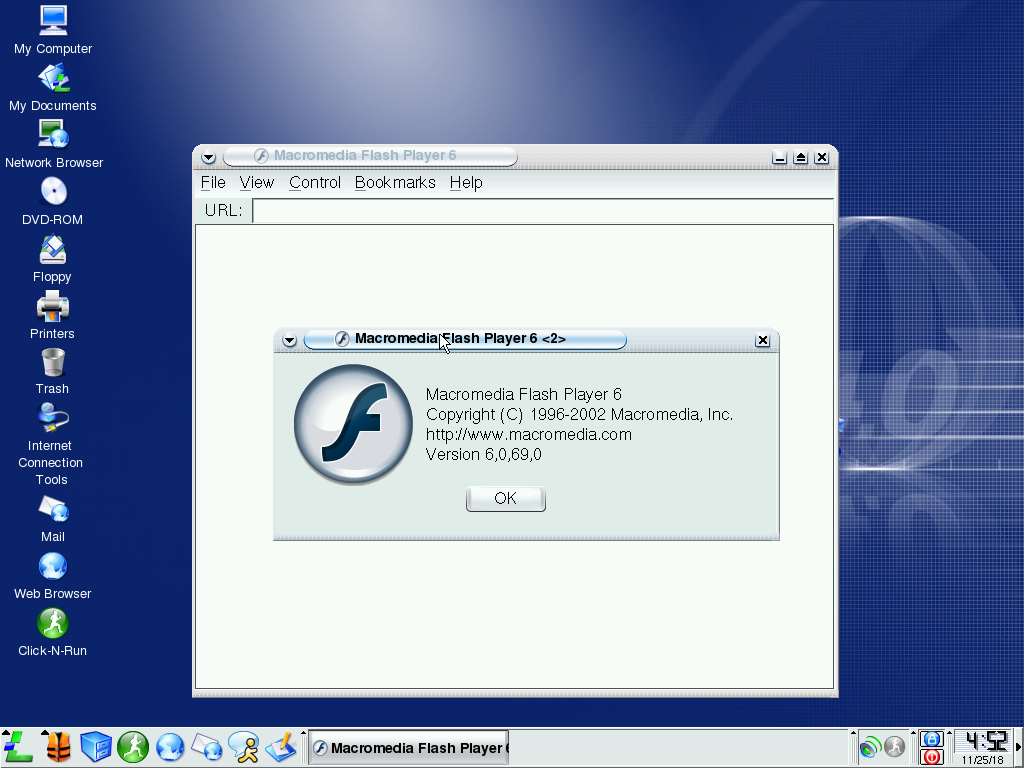 My Computer
My Documents
Network Browser
DVD-ROM
Floppy
Printers
Trash
Internet
Connection
Tools
Mail
Web Browser
Click-N-Run
Macromedia Flash Player 6
File View Control Bookmarks Help
URL:
Macromedia Flash Player 6 <2>
Macromedia Flash Player 6
Copyright (C) 1996-2002 Macromedia, Inc.
http://www.macromedia.com
Version 6,0,69,0
OK
4.0
Macromedia Flash Player 6
4:52
11/25/18